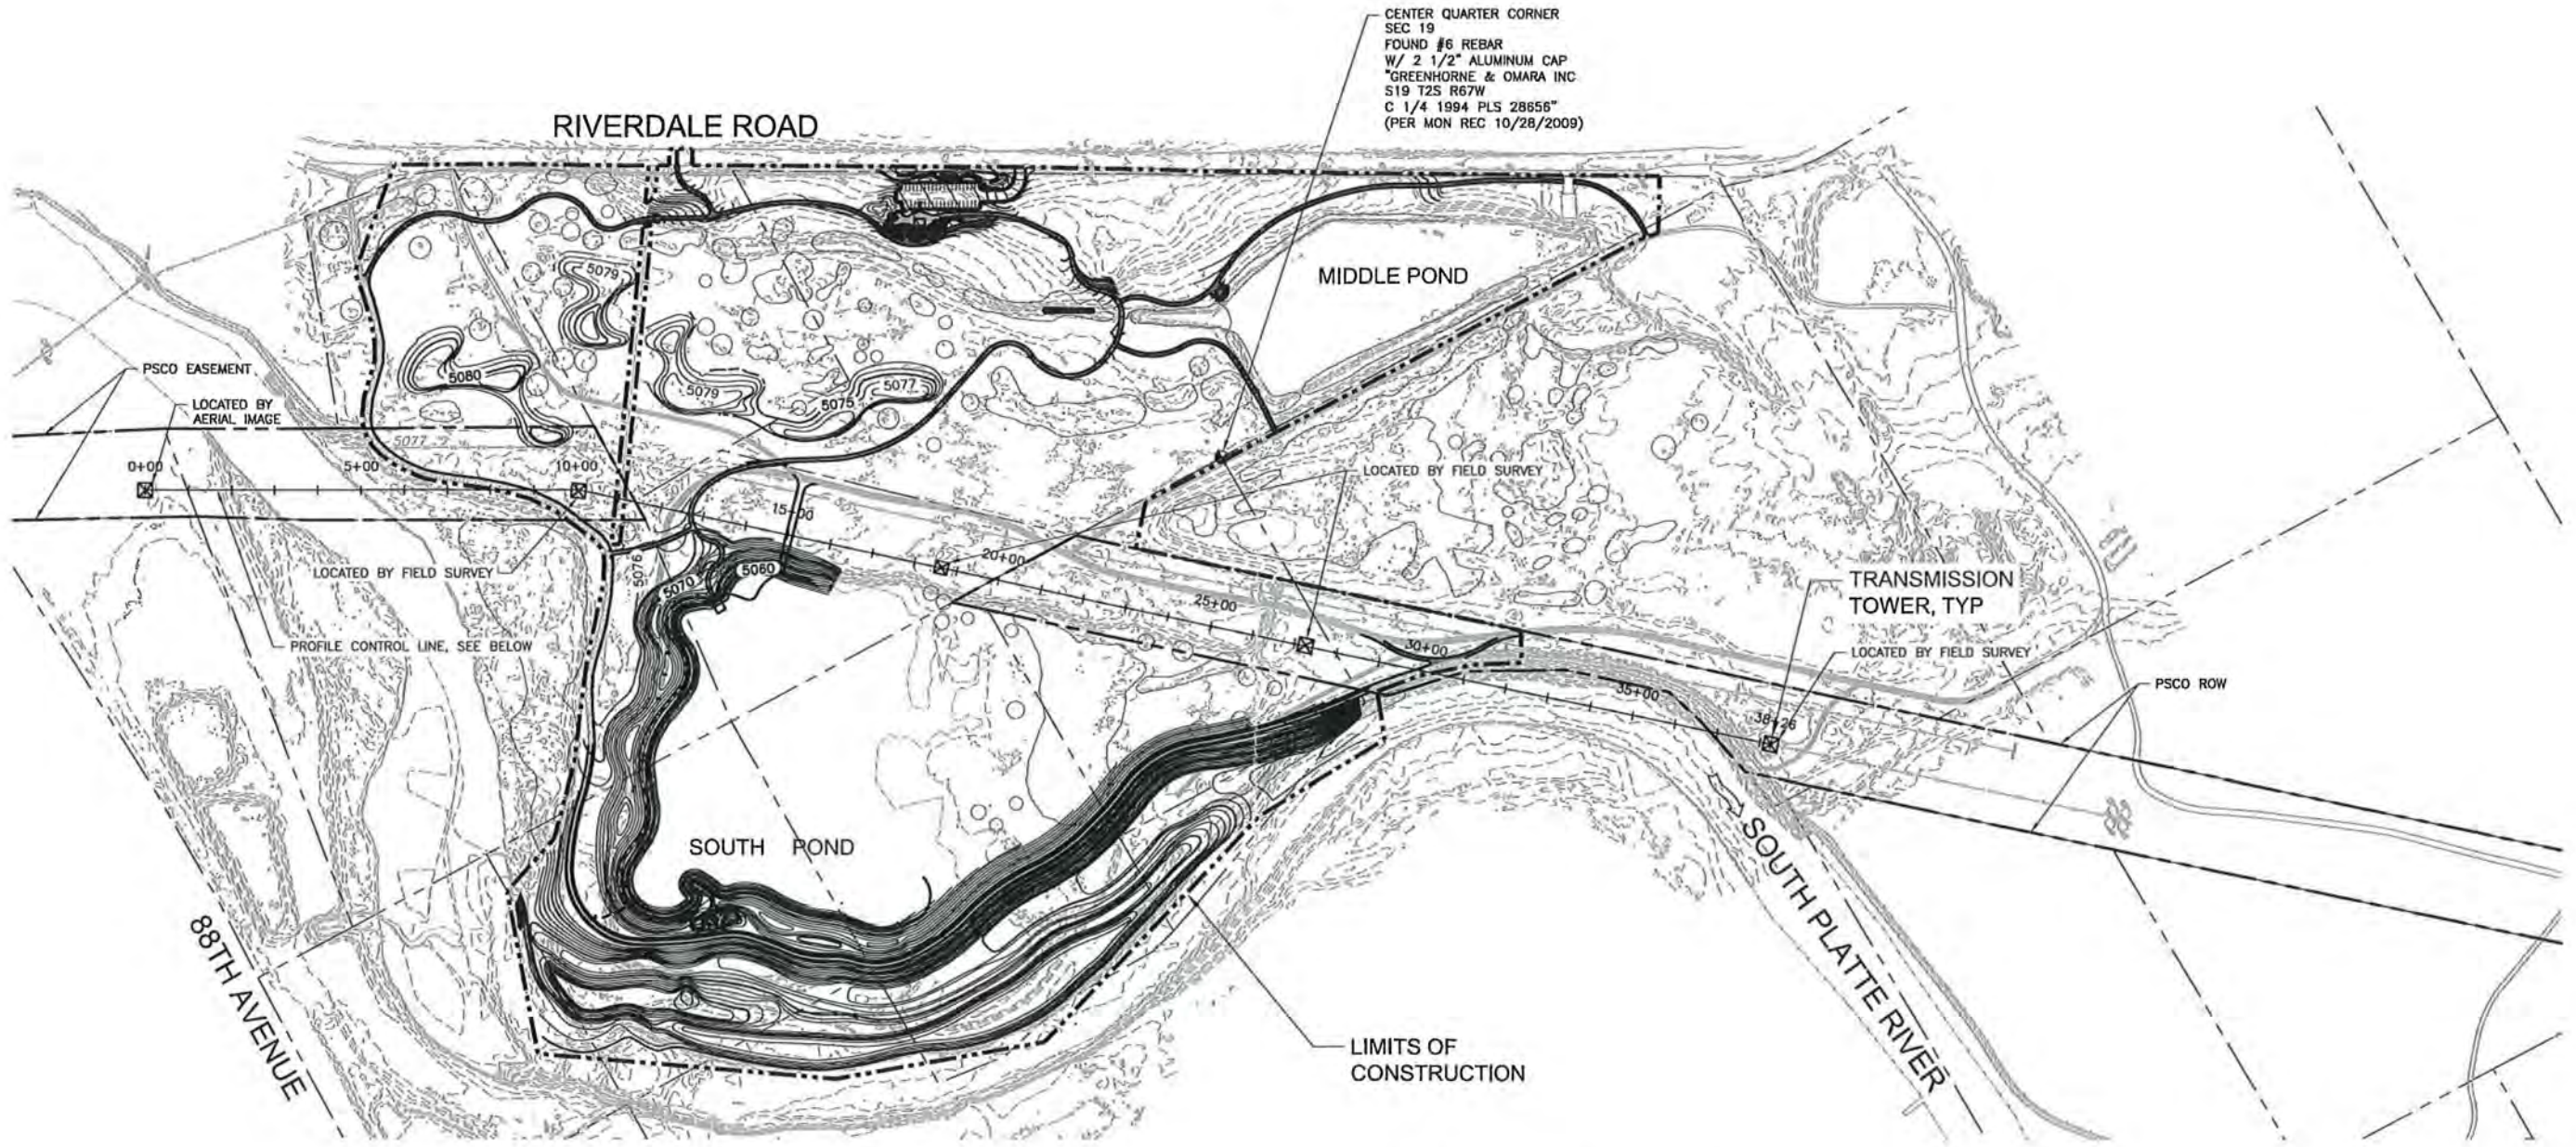 CENTER QUARTER CORNER
SEC 19
FOUND #6 REBAR
W/ 2 1/2" ALUMINUM CAP
"GREENHORNE & OMARA INC
S19 T2S R67W
C 1/4 1994 PLS 28656"
(PER MON REC 10/28/2009)
RIVERDALE ROAD
MIDDLE POND
5079
5080
5079
5077
5075
PSCO EASEMENT
LOCATED BY
AERIAL IMAGE
5077
0+00
5+00
10+00
LOCATED BY FIELD SURVEY
15+00
20+00
LOCATED BY FIELD SURVEY
5076
5070
5060
25+00
TRANSMISSION
TOWER, TYP
PROFILE CONTROL LINE, SEE BELOW
30+00
LOCATED BY FIELD SURVEY
35+00
PSCO ROW
38+26
SOUTH POND
SOUTH PLATTE RIVER
88TH AVENUE
LIMITS OF
CONSTRUCTION